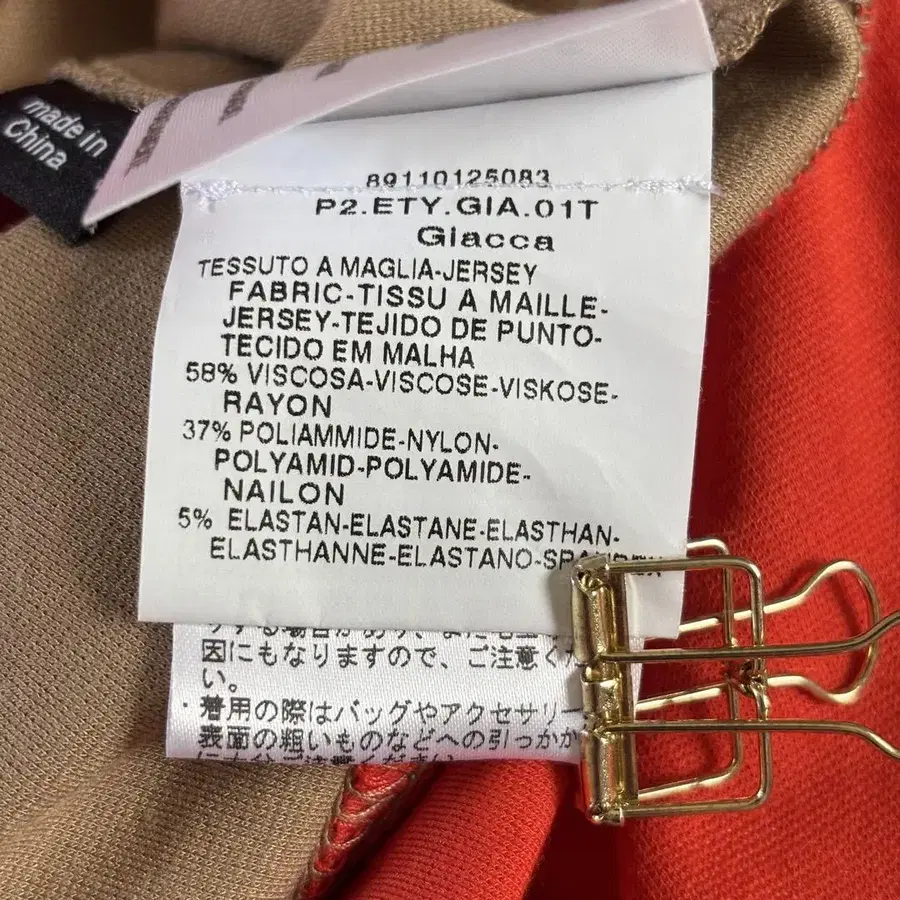 made in
China
89110125083
P2.ETY.GIA.01T
Giacca
TESSUTO A MAGLIA-JERSEY
FABRIC-TISSU A MAILLE-
JERSEY-TEJIDO DE PUNTO-
TECIDO EM MALHA
58% VISCOSA-VISCOSE-VISKOSE-
RAYON
37% POLIAMMIDE-NYLON-
POLYAMID-POLYAMIDE-
NAILON
5% ELASTAN-ELASTANE-ELASTHAN-
ELASTHANNE-ELASTANO-
因にもなりますので、ご注意くだ
い。
・着用の際はバッグやアクセサリー
表面の粗いものなどへの引っかか